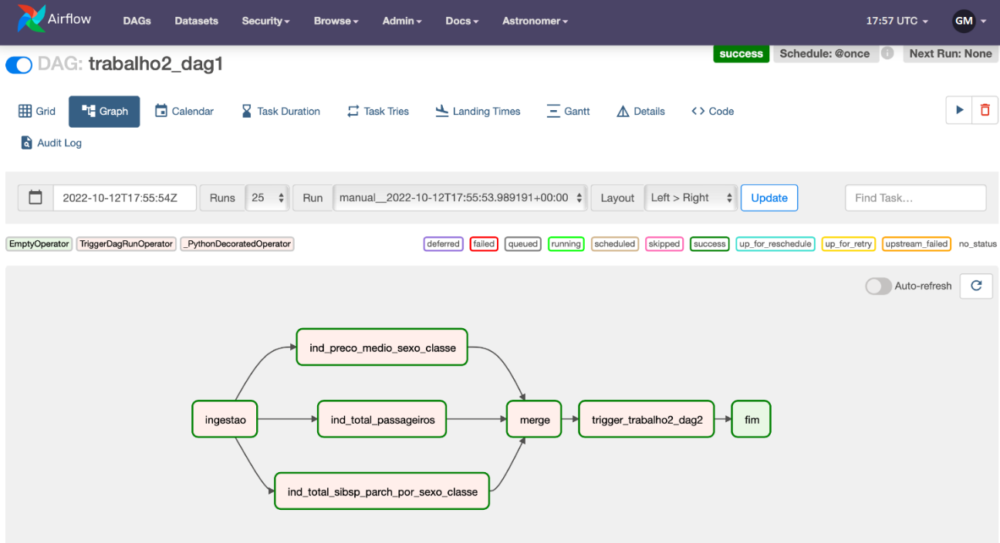 Airflow DAGs Datasets Security Browse Admin Docs Astronomer 17:57 UTC GM
DAG: trabalho2_dag1 success Schedule: @once i Next Run: None
Grid Graph Calendar Task Duration Task Tries Landing Times Gantt Details Code
Audit Log
2022-10-12T17:55:54Z Runs 25 Run manual__2022-10-12T17:55:53.989191+00:00 Layout Left > Right Update Find Task...
EmptyOperator TriggerDagRunOperator _PythonDecoratedOperator deferred failed queued running scheduled skipped success up_for_reschedule up_for_retry upstream_failed no_status
Auto-refresh
ind_preco_medio_sexo_classe
ingestao ind_total_passageiros merge trigger_trabalho2_dag2 fim
ind_total_sibsp_parch_por_sexo_classe